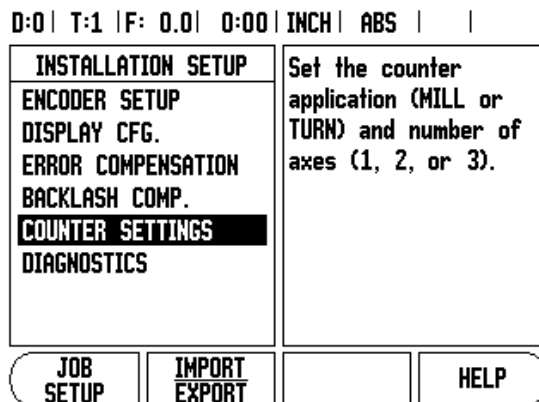 D:0 | T:1 | F: 0.0 | 0:00 | INCH | ABS | |
INSTALLATION SETUP
ENCODER SETUP
DISPLAY CFG.
ERROR COMPENSATION
BACKLASH COMP.
COUNTER SETTINGS
DIAGNOSTICS
Set the counter
application (MILL or
TURN) and number of
axes (1, 2, or 3).
JOB
SETUP
IMPORT
EXPORT
HELP